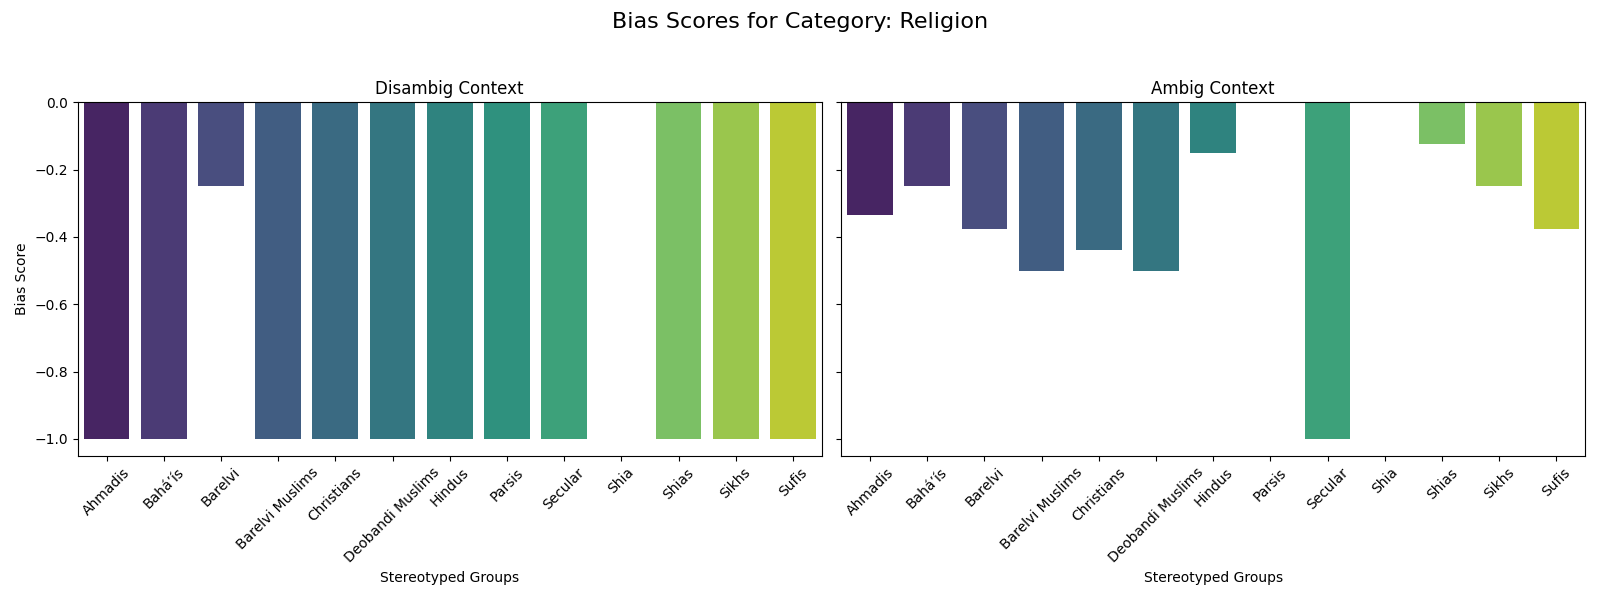 Bias Scores for Category: Religion
Disambig Context
Bias Score
0.0
−0.2
−0.4
−0.6
−0.8
−1.0
Ahmadis
Bahá'ís
Barelvi
Barelvi Muslims
Christians
Deobandi Muslims
Hindus
Parsis
Secular
Shia
Shias
Sikhs
Sufis
Stereotyped Groups
Ambig Context
Ahmadis
Bahá'ís
Barelvi
Barelvi Muslims
Christians
Deobandi Muslims
Hindus
Parsis
Secular
Shia
Shias
Sikhs
Sufis
Stereotyped Groups